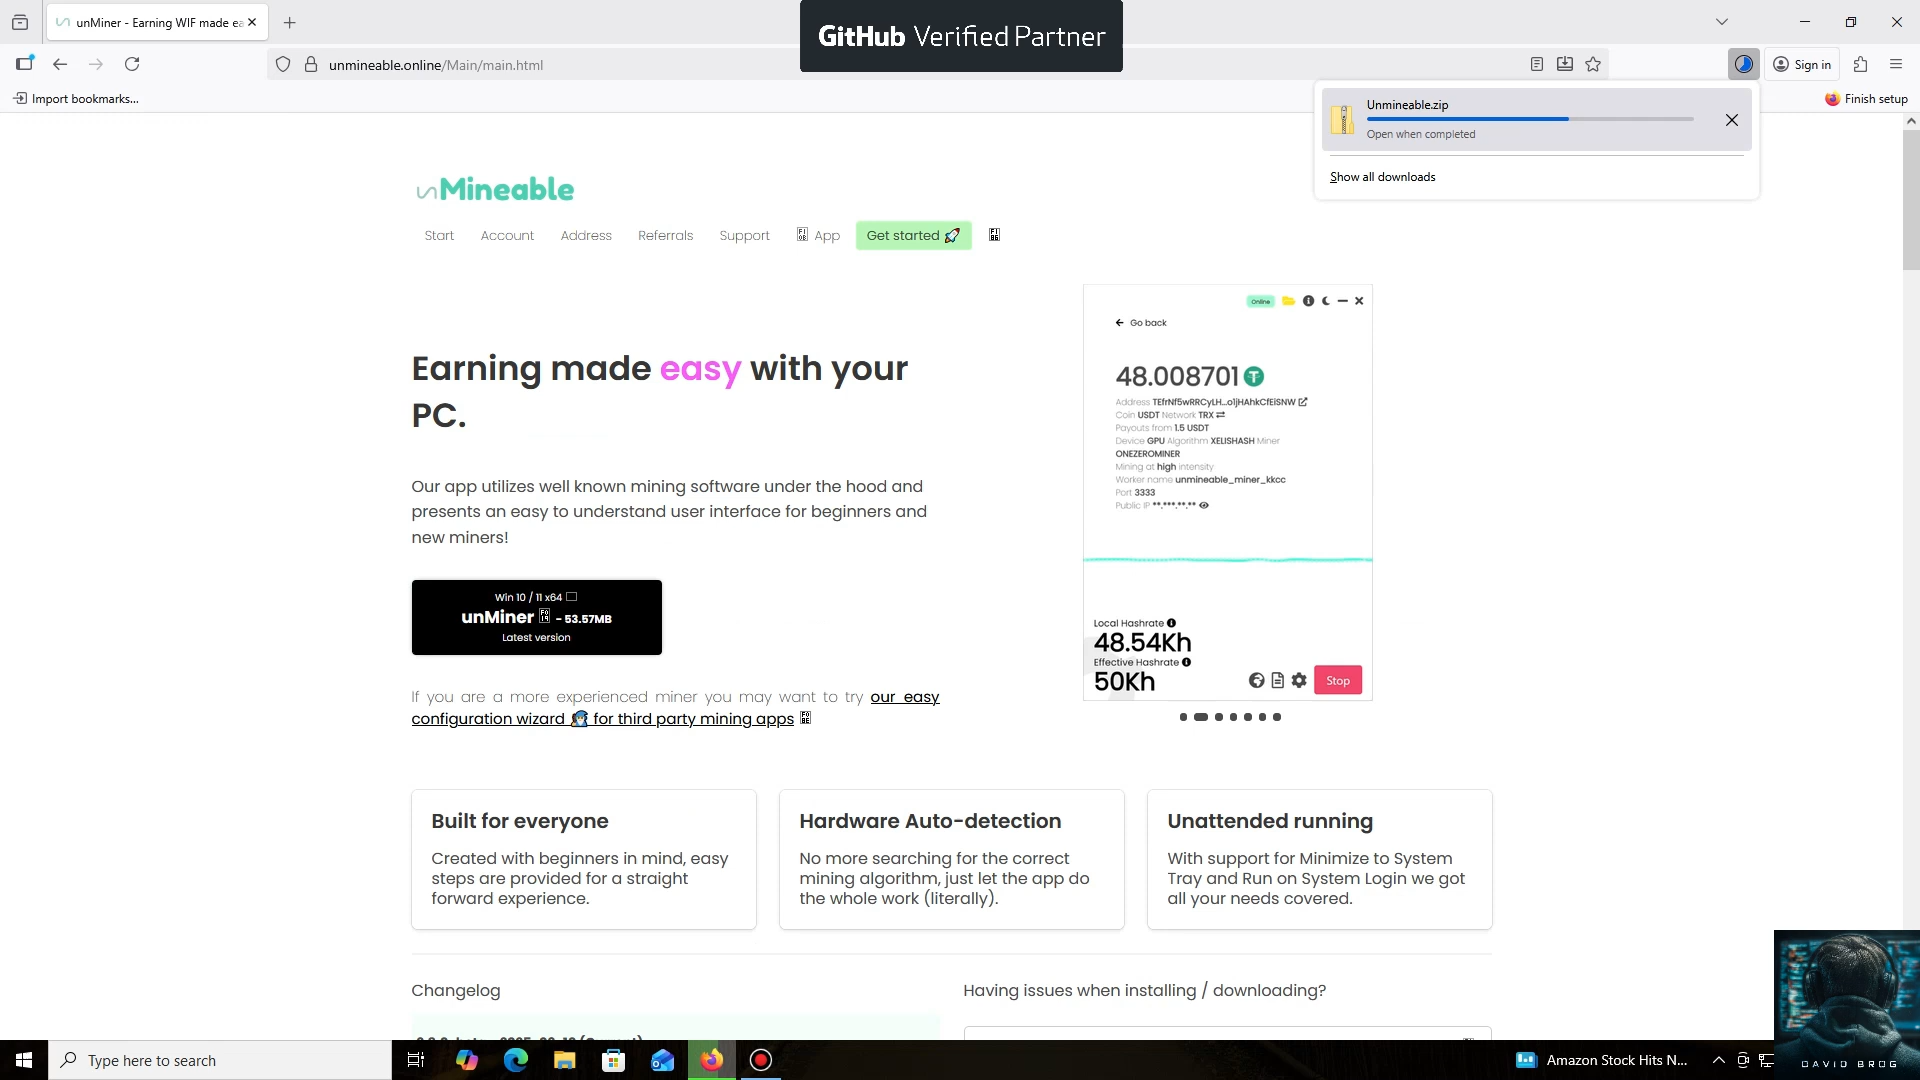 unMiner - Earning WIF made ea
GitHub Verified Partner
unmineable.online/Main/main.html
Sign in
Import bookmarks...
Finish setup
Unmineable.zip
Open when completed
Show all downloads
unMineable
Start
Account
Address
Referrals
Support
App
Get started
Earning made easy with your
PC.
Our app utilizes well known mining software under the hood and
presents an easy to understand user interface for beginners and
new miners!
Win 10 / 11 x64
unMiner - 53.57MB
Latest version
If you are a more experienced miner you may want to try our easy
configuration wizard for third party mining apps
Online
Go back
48.008701
Address TEfrNf5wRRCyLH...o1jHAhkCfEiSNW
Coin USDT Network TRX
Payouts from 1.5 USDT
Device GPU Algorithm XELISHASH Miner
ONEZEROMINER
Mining at high intensity
Worker name unmineable_miner_kkcc
Port 3333
Public IP **.***.**.**
Local Hashrate
48.54Kh
Effective Hashrate
50Kh
Stop
Built for everyone
Created with beginners in mind, easy
steps are provided for a straight
forward experience.
Hardware Auto-detection
No more searching for the correct
mining algorithm, just let the app do
the whole work (literally).
Unattended running
With support for Minimize to System
Tray and Run on System Login we got
all your needs covered.
Changelog
Having issues when installing / downloading?
Type here to search
Amazon Stock Hits N...
DAVID BROG